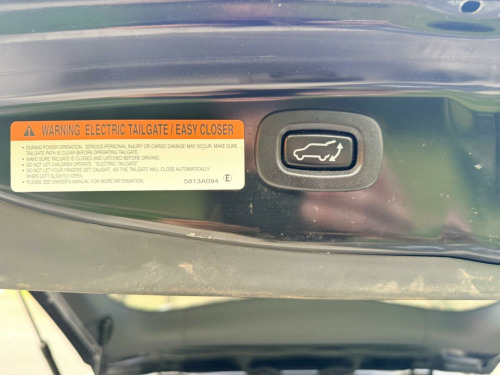 WARNING ELECTRIC TAILGATE / EASY CLOSER
• DURING POWER OPERATION, SERIOUS PERSONAL INJURY OR CARGO DAMAGE MAY OCCUR. MAKE SURE
TAILGATE PATH IS CLEAR BEFORE OPERATING TAILGATE.
• MAKE SURE TAILGATE IS CLOSED AND LATCHED BEFORE DRIVING.
• DO NOT LET CHILDREN OPERATE "ELECTRIC TAILGATE".
• DO NOT LET YOUR FINGERS GET CAUGHT, AS THE TAILGATE WILL CLOSE AUTOMATICALLY
WHEN LEFT SLIGHTLY OPEN.
• PLEASE SEE OWNER'S MANUAL FOR MORE INFORMATION. 5813A094 E